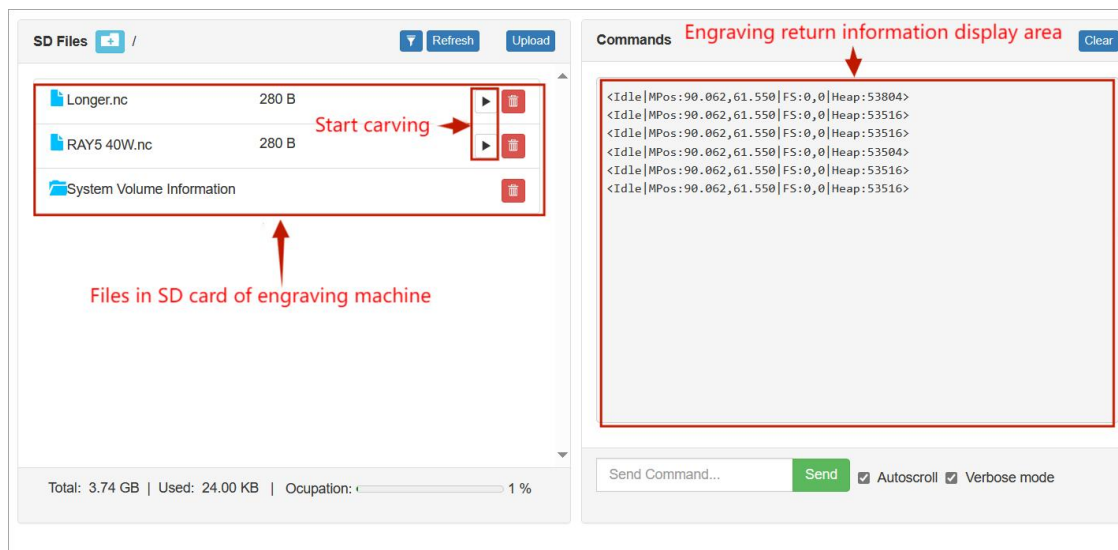 SD Files /
Refresh
Upload
Longer.nc 280 B
Start carving
RAY5 40W.nc 280 B
System Volume Information
Files in SD card of engraving machine
Total: 3.74 GB | Used: 24.00 KB | Ocupation: 1 %
Commands
Engraving return information display area
Clear
<Idle|MPos:90.062,61.550|FS:0,0|Heap:53804>
<Idle|MPos:90.062,61.550|FS:0,0|Heap:53516>
<Idle|MPos:90.062,61.550|FS:0,0|Heap:53516>
<Idle|MPos:90.062,61.550|FS:0,0|Heap:53504>
<Idle|MPos:90.062,61.550|FS:0,0|Heap:53516>
<Idle|MPos:90.062,61.550|FS:0,0|Heap:53516>
Send Command...
Send
Autoscroll
Verbose mode